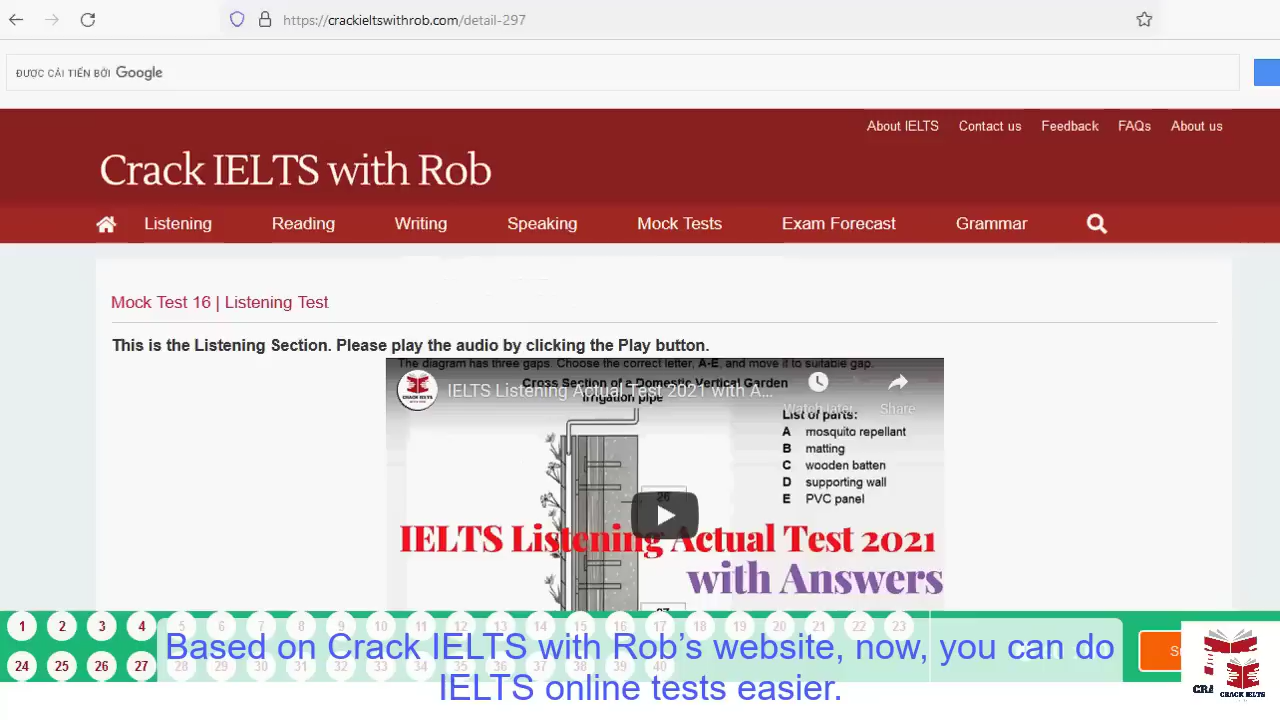 https://crackieltswithrob.com/detail-297
ĐƯỢC CẢI TIẾN BỞI Google
About IELTS Contact us Feedback FAQs About us
Crack IELTS with Rob
Listening Reading Writing Speaking Mock Tests Exam Forecast Grammar
Mock Test 16 | Listening Test
This is the Listening Section. Please play the audio by clicking the Play button.
The diagram has three gaps. Choose the correct letter, A-E, and move it to suitable gap.
Cross Section of a Domestic Vertical Garden
IELTS Listening Actual Test 2021 with A...
Irrigation pipe
Watch later Share
List of parts:
A mosquito repellant
B matting
C wooden batten
D supporting wall
E PVC panel
26
IELTS Listening Actual Test 2021
with Answers
27
1 2 3 4 5 6 7 8 9 10 11 12 13 14 15 16 17 18 19 20 21 22 23
24 25 26 27 28 29 30 31 32 33 34 35 36 37 38 39 40
Based on Crack IELTS with Rob’s website, now, you can do
IELTS online tests easier.
CRACK IELTS